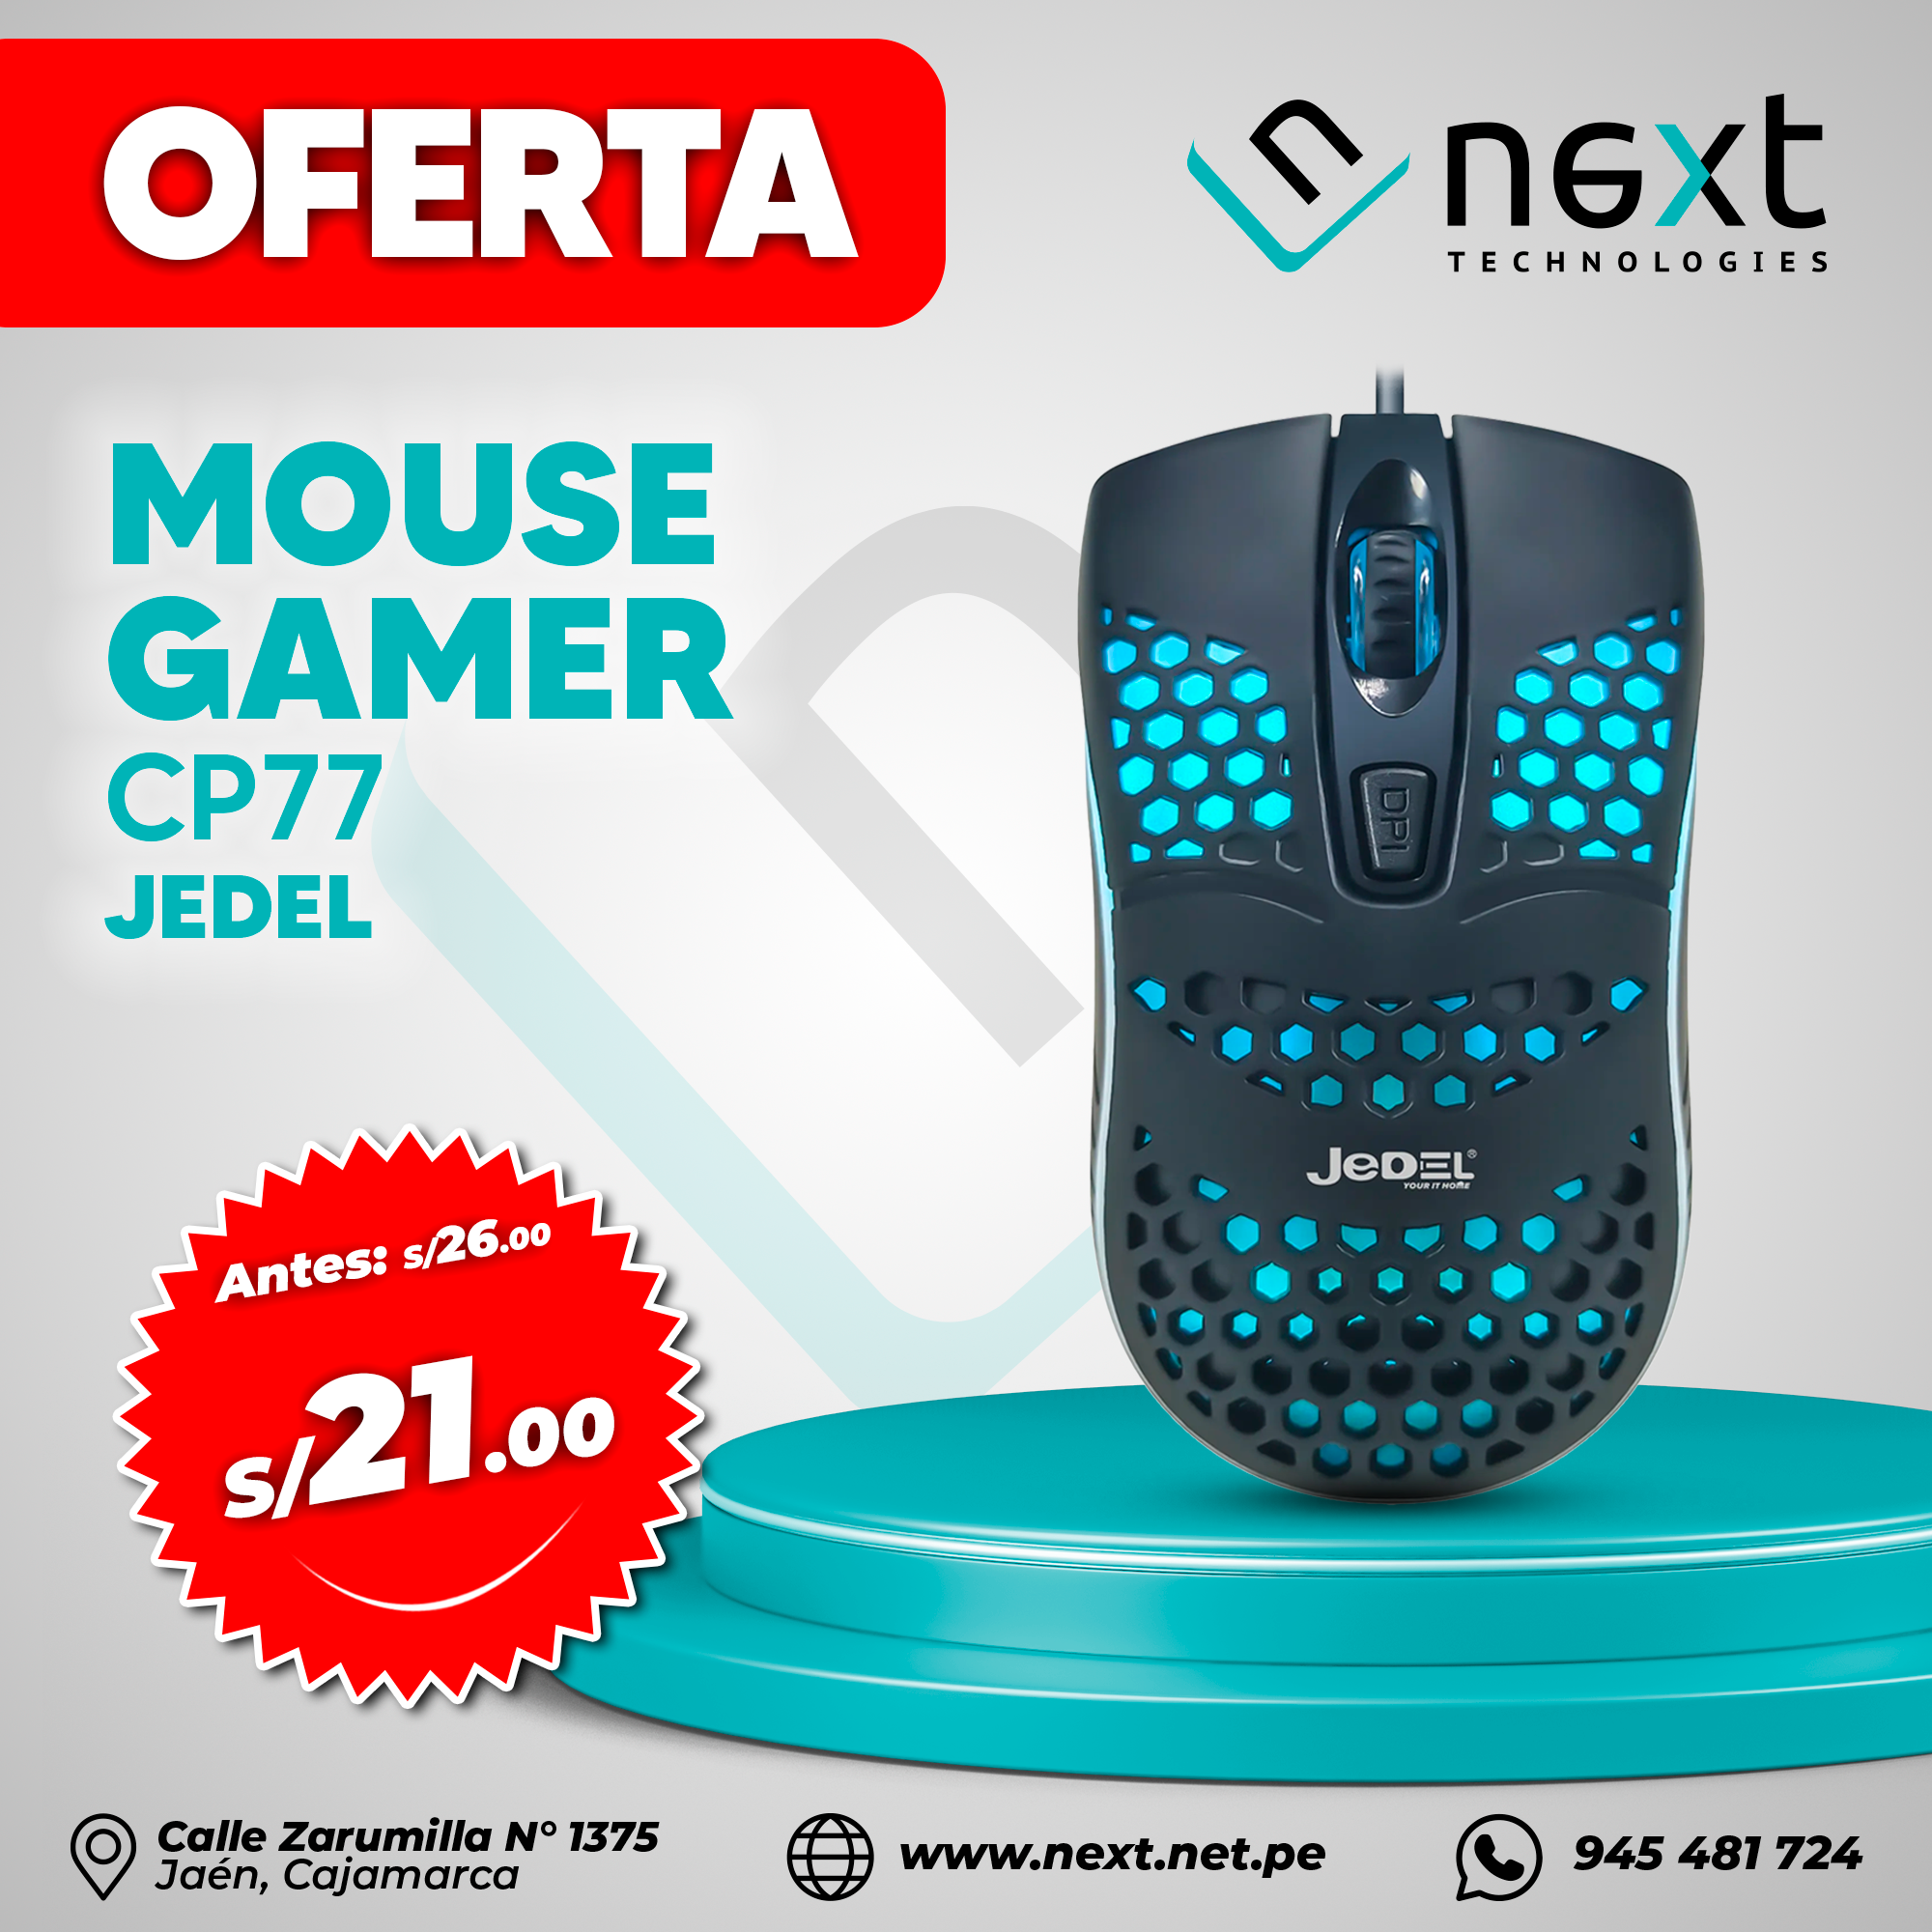 OFERTA
next
TECHNOLOGIES
MOUSE
GAMER
CP77
JEDEL
DPI
JeDEL®
YOUR IT HOME
Antes: s/26.00
s/21.00
Calle Zarumilla N° 1375
Jaén, Cajamarca
www.next.net.pe
945 481 724